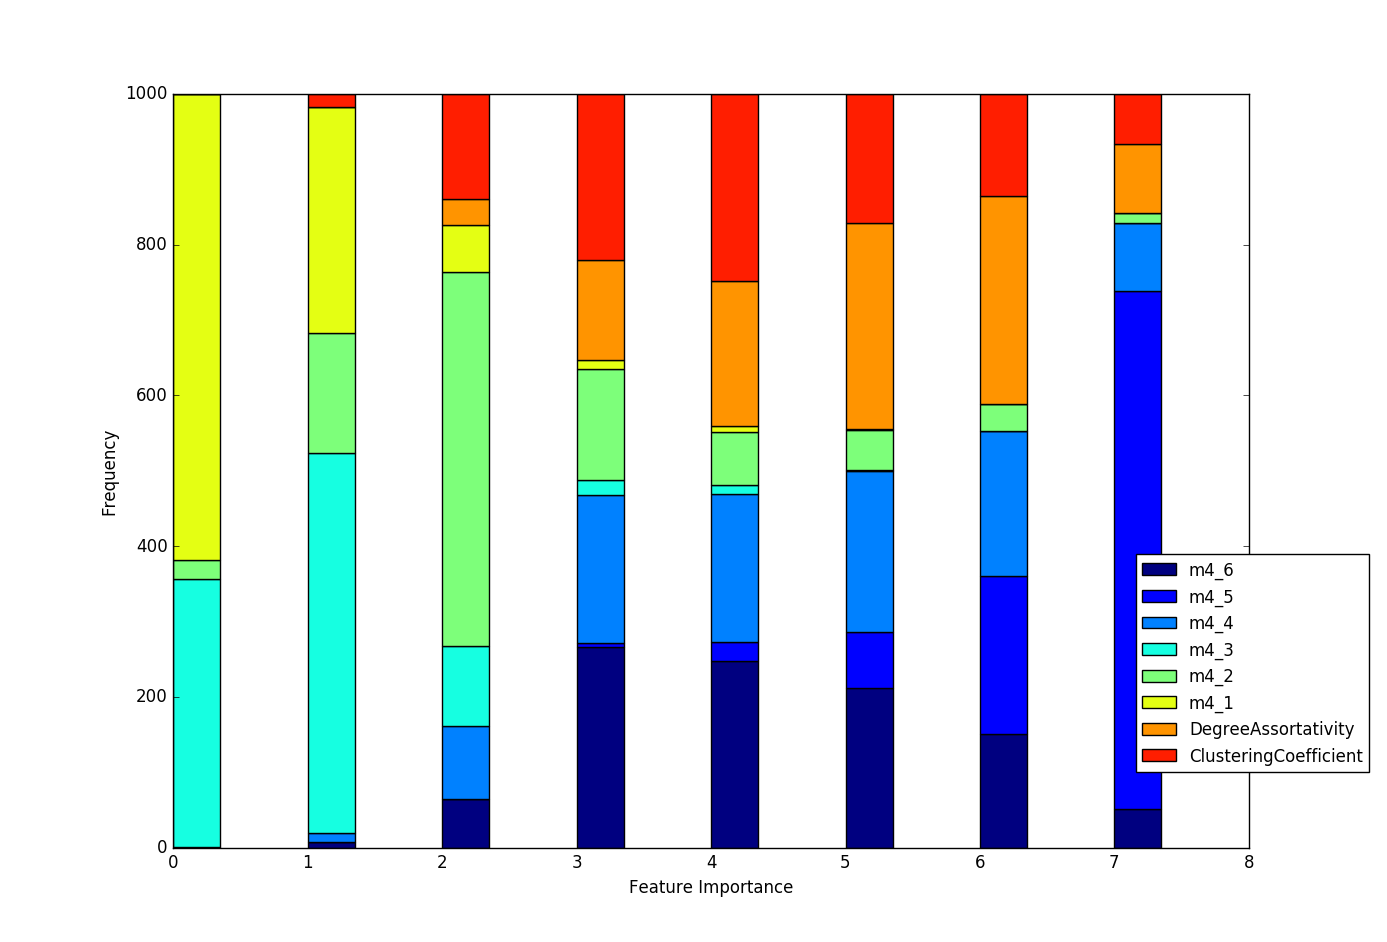 1000
800
600
400
200
0
Frequency
0 1 2 3 4 5 6 7 8
Feature Importance
m4_6
m4_5
m4_4
m4_3
m4_2
m4_1
DegreeAssortativity
ClusteringCoefficient